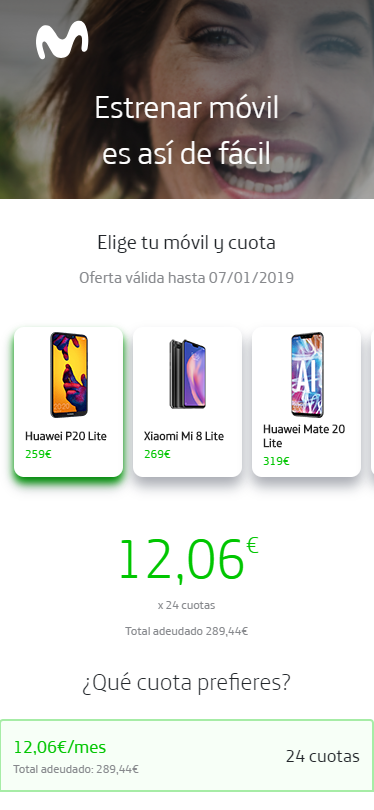 Estrenar móvil
es así de fácil
Elige tu móvil y cuota
Oferta válida hasta 07/01/2019
Huawei P20 Lite
259€
Xiaomi Mi 8 Lite
269€
AI
Huawei Mate 20
Lite
319€
12,06€
x 24 cuotas
Total adeudado 289,44€
¿Qué cuota prefieres?
12,06€/mes
24 cuotas
Total adeudado: 289,44€